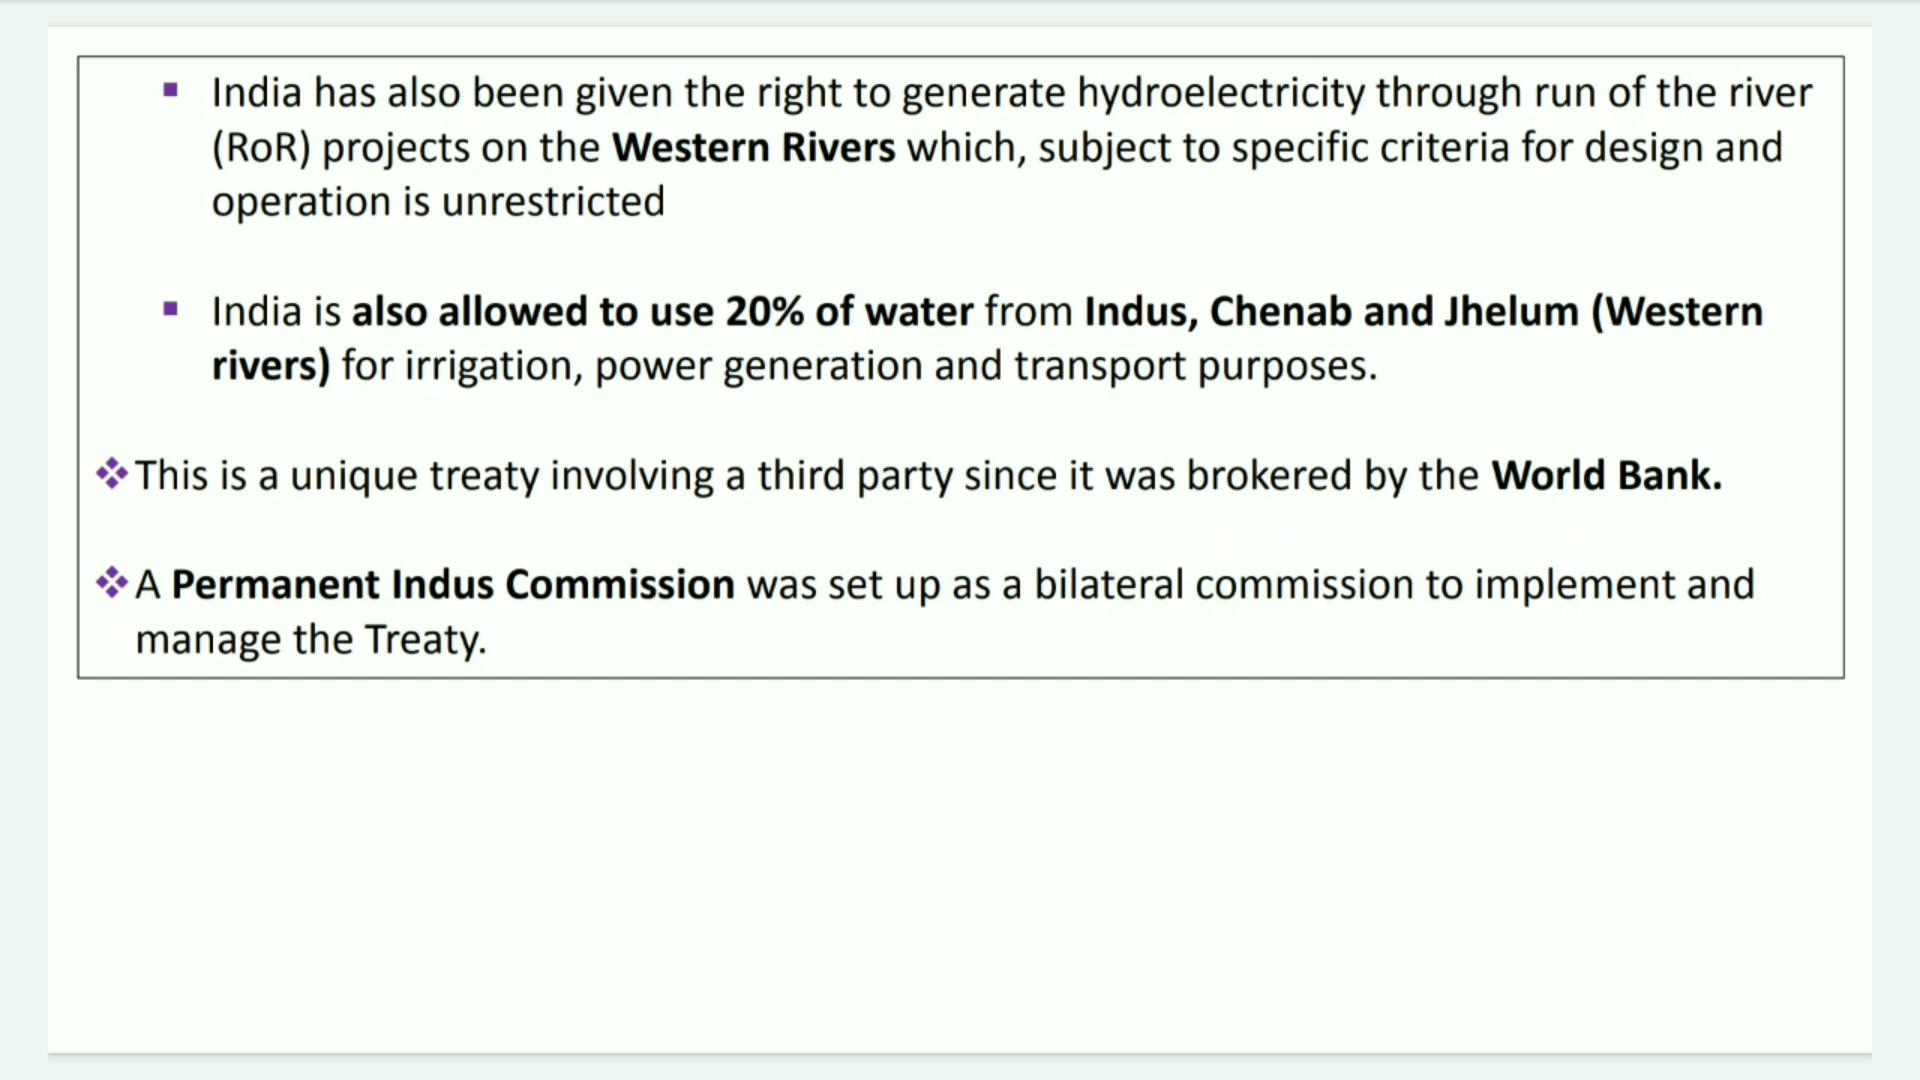 ▪ India has also been given the right to generate hydroelectricity through run of the river
(RoR) projects on the Western Rivers which, subject to specific criteria for design and
operation is unrestricted
▪ India is also allowed to use 20% of water from Indus, Chenab and Jhelum (Western
rivers) for irrigation, power generation and transport purposes.
❖ This is a unique treaty involving a third party since it was brokered by the World Bank.
❖ A Permanent Indus Commission was set up as a bilateral commission to implement and
manage the Treaty.